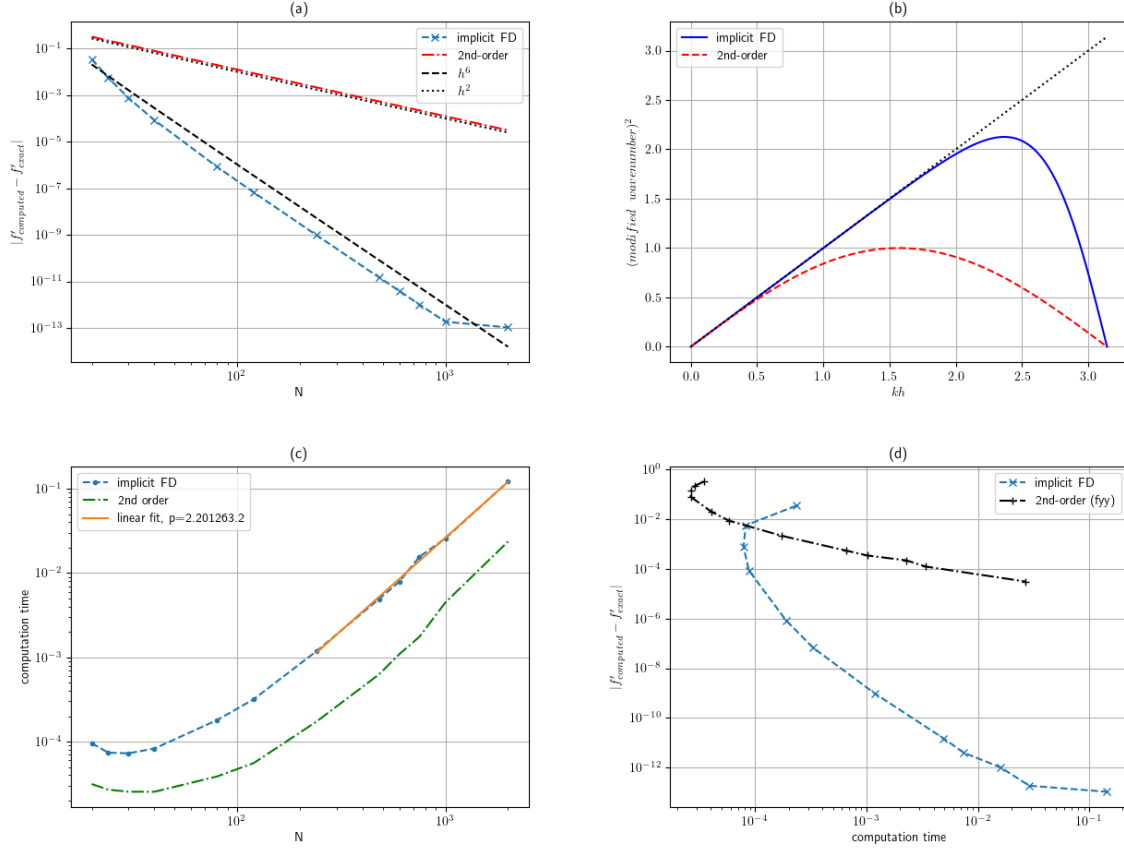 (a)
10^{-1}
10^{-3}
10^{-5}
10^{-7}
10^{-9}
10^{-11}
10^{-13}
|f'_{computed} − f'_{exact}|
10^2
10^3
N
implicit FD
2nd-order
h^6
h^2
(b)
3.0
2.5
2.0
1.5
1.0
0.5
0.0
(modified wavenumber)^2
0.0
0.5
1.0
1.5
2.0
2.5
3.0
kh
implicit FD
2nd-order
(c)
10^{-1}
10^{-2}
10^{-3}
10^{-4}
computation time
10^2
10^3
N
implicit FD
2nd order
linear fit, p=2.201263.2
(d)
10^0
10^{-2}
10^{-4}
10^{-6}
10^{-8}
10^{-10}
10^{-12}
|f'_{computed} − f'_{exact}|
10^{-4}
10^{-3}
10^{-2}
10^{-1}
computation time
implicit FD
2nd-order (fyy)